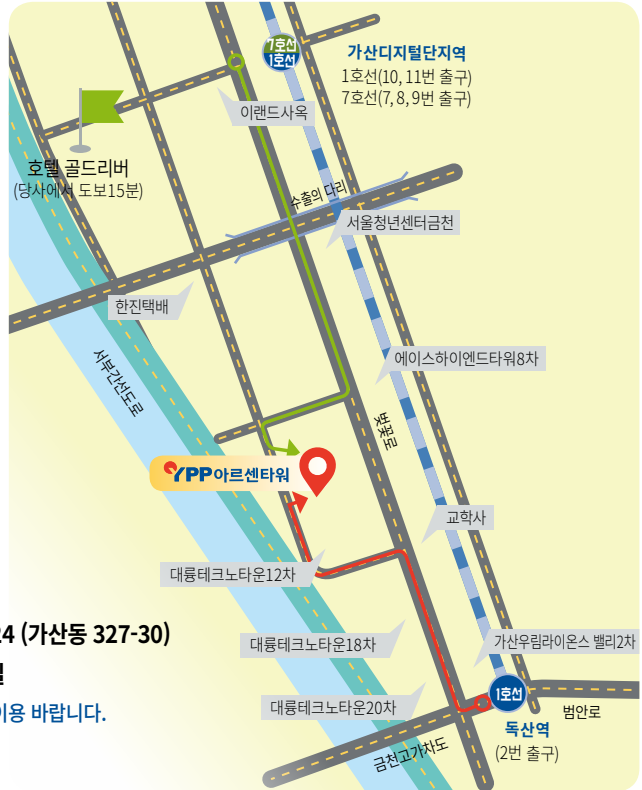 7호선
1호선
가산디지털단지역
1호선(10, 11번 출구)
7호선(7, 8, 9번 출구)
이랜드사옥
호텔 골드리버
(당사에서 도보15분)
수출의 다리
서울청년센터금천
한진택배
서부간선도로
에이스하이엔드타워8차
벚꽃로
YPP아르센타워
교학사
대륭테크노타운12차
24 (가산동 327-30)
대륭테크노타운18차
가산우림라이온스 밸리2차
이용 바랍니다.
대륭테크노타운20차
1호선
범안로
독산역
(2번 출구)
금천고가차도